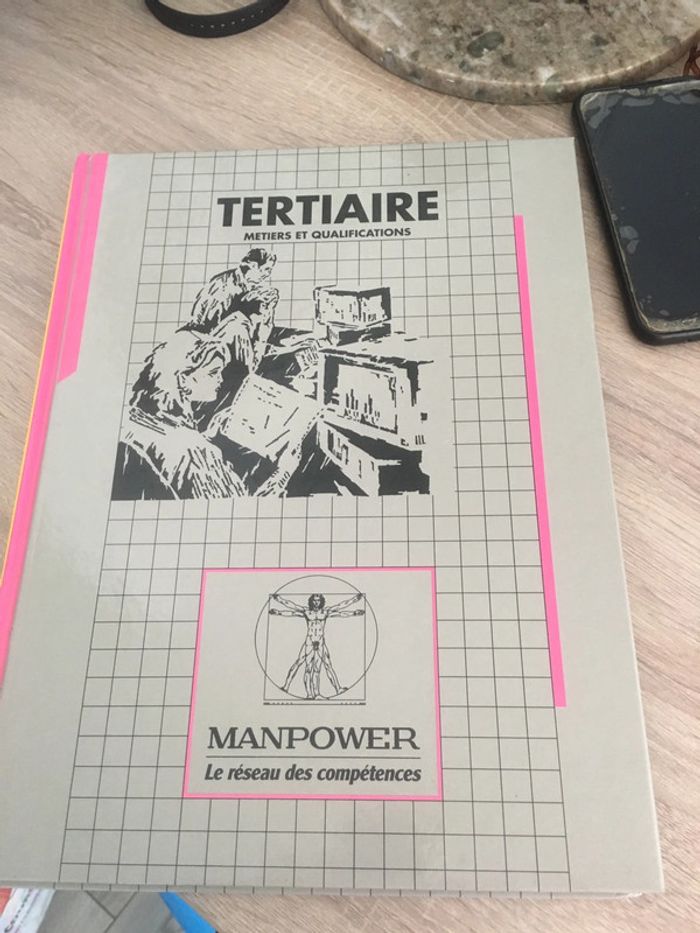 TERTIAIRE
METIERS ET QUALIFICATIONS
MANPOWER
Le réseau des compétences